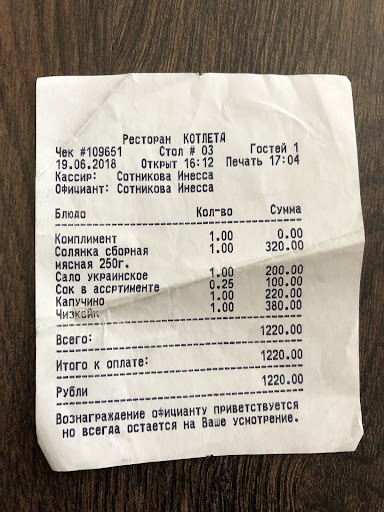 Ресторан КОТЛЕТА
Чек #109651 Стол # 03 Гостей 1
19.06.2018 Открыт 16:12 Печать 17:04
Кассир: Сотникова Инесса
Официант: Сотникова Инесса
Блюдо Кол-во Сумма
Комплимент 1.00 0.00
Солянка сборная 1.00 320.00
мясная 250г.
Сало украинское 1.00 200.00
Сок в ассртименте 0.25 100.00
Капучино 1.00 220.00
Чизкейк 1.00 380.00
Всего: 1220.00
Итого к оплате: 1220.00
Рубли 1220.00
Вознаграждение официанту приветствуется
но всегда остается на Ваше усмотрение.